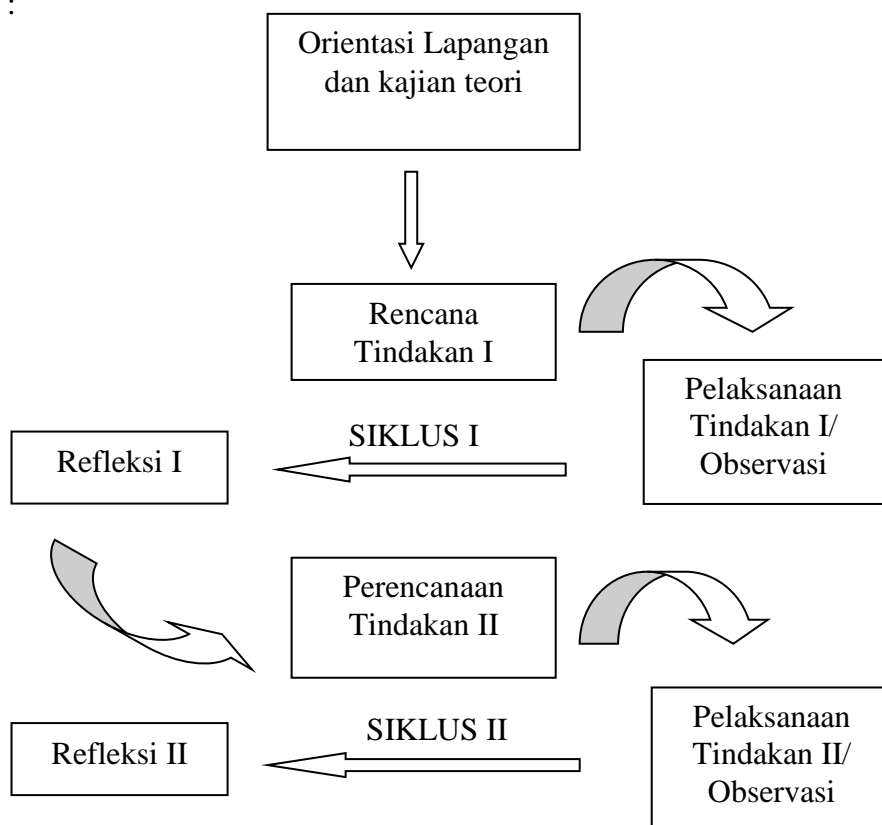 :
Orientasi Lapangan
dan kajian teori
Rencana
Tindakan I
Pelaksanaan
Tindakan I/
Observasi
SIKLUS I
Refleksi I
Perencanaan
Tindakan II
Pelaksanaan
Tindakan II/
Observasi
SIKLUS II
Refleksi II